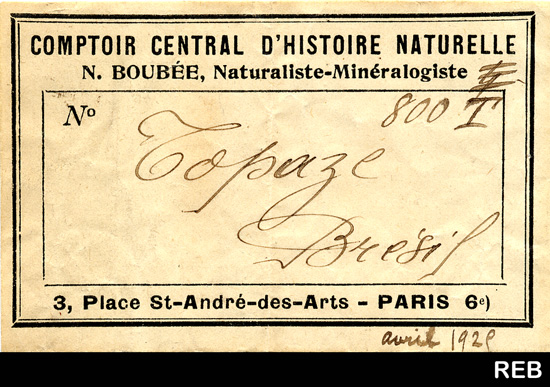 COMPTOIR CENTRAL D'HISTOIRE NATURELLE
N. BOUBÉE, Naturaliste-Minéralogiste
Nº 800 I
Topaze
Brésil
3, Place St-André-des-Arts - PARIS 6e)
avril 192
REB